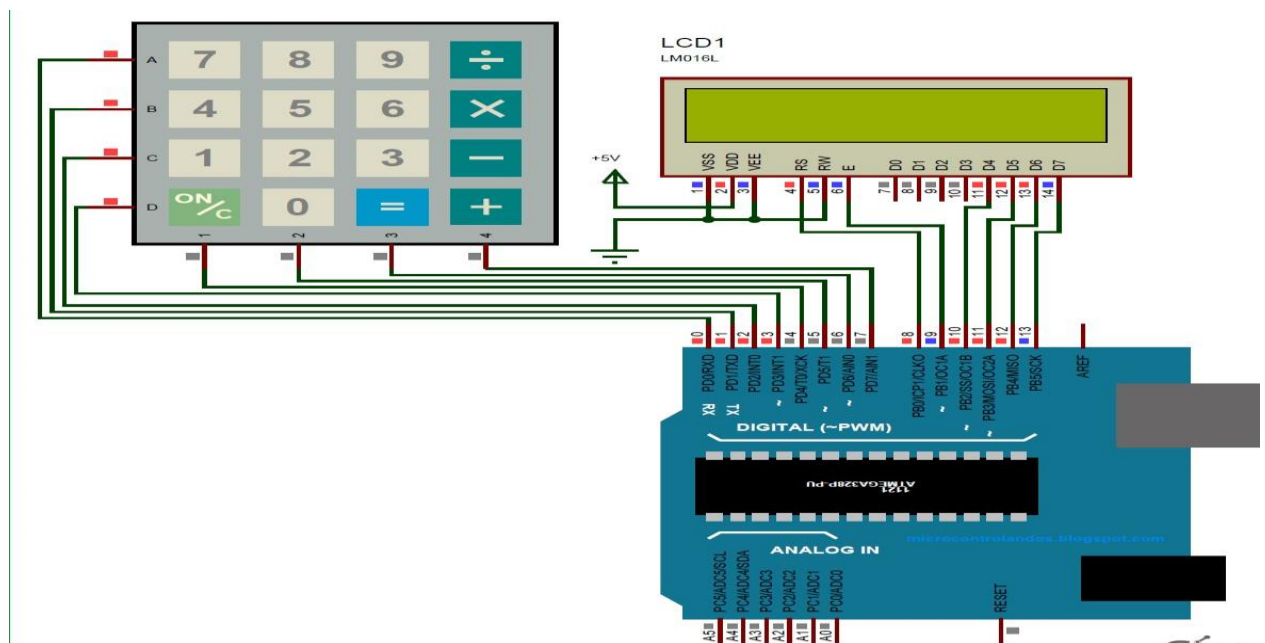 LCD1
LM016L
A 7 8 9 ÷
B 4 5 6 ×
C 1 2 3 −
D ON/C 0 = +
1 2 3 4
+5V
VSS VDD VEE RS RW E D0 D1 D2 D3 D4 D5 D6 D7
1 2 3 4 5 6 7 8 9 10 11 12 13 14
0 1 2 3 4 5 6 7 8 9 10 11 12 13
PD0/RXD PD1/TXD PD2/INT0 PD3/INT1 PD4/T0/XCK PD5/T1 PD6/AIN0 PD7/AIN1 PB0/ICP1/CLKO PB1/OC1A PB2/SS/OC1B PB3/MOSI/OC2A PB4/MISO PB5/SCK AREF
RX TX ~ ~ ~ ~ ~ ~
DIGITAL (~PWM)
ATMEGA328P-PU
1121
microcontrolandos.blogspot.com
ANALOG IN
PC5/ADC5/SCL PC4/ADC4/SDA PC3/ADC3 PC2/ADC2 PC1/ADC1 PC0/ADC0 RESET
A5 A4 A3 A2 A1 A0